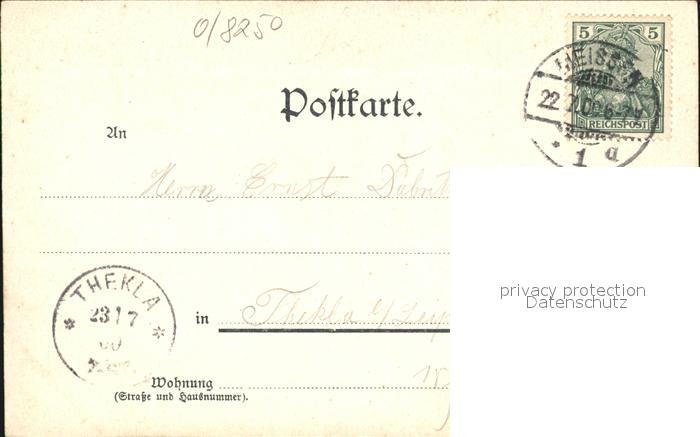 0/8250
5 5
MEISSEN
22.7.0
REICHSPOST
1 d
Postkarte.
An
Herrn Ernst
THEKLA
23 7
00
in Thekla
privacy protection
Datenschutz
Wohnung
(Straße und Hausnummer).